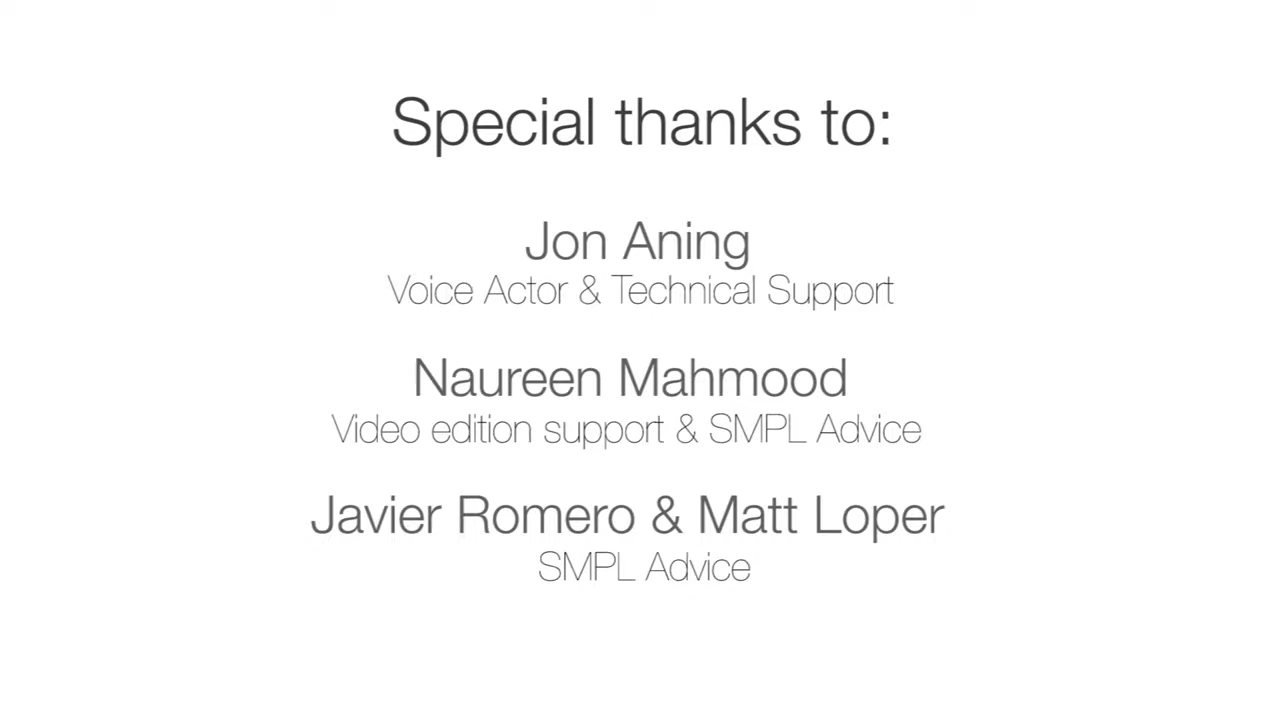 Special thanks to:
Jon Aning
Voice Actor & Technical Support
Naureen Mahmood
Video edition support & SMPL Advice
Javier Romero & Matt Loper
SMPL Advice